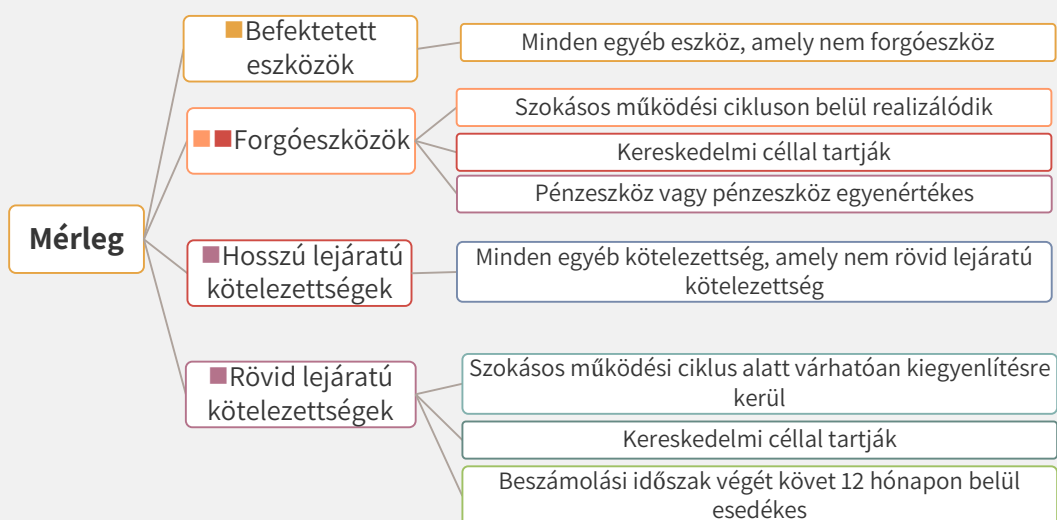 Mérleg
Befektetett
eszközök
Minden egyéb eszköz, amely nem forgóeszköz
Forgóeszközök
Szokásos működési cikluson belül realizálódik
Kereskedelmi céllal tartják
Pénzeszköz vagy pénzeszköz egyenértékes
Hosszú lejáratú
kötelezettségek
Minden egyéb kötelezettség, amely nem rövid lejáratú
kötelezettség
Rövid lejáratú
kötelezettségek
Szokásos működési ciklus alatt várhatóan kiegyenlítésre
kerül
Kereskedelmi céllal tartják
Beszámolási időszak végét követ 12 hónapon belül
esedékes